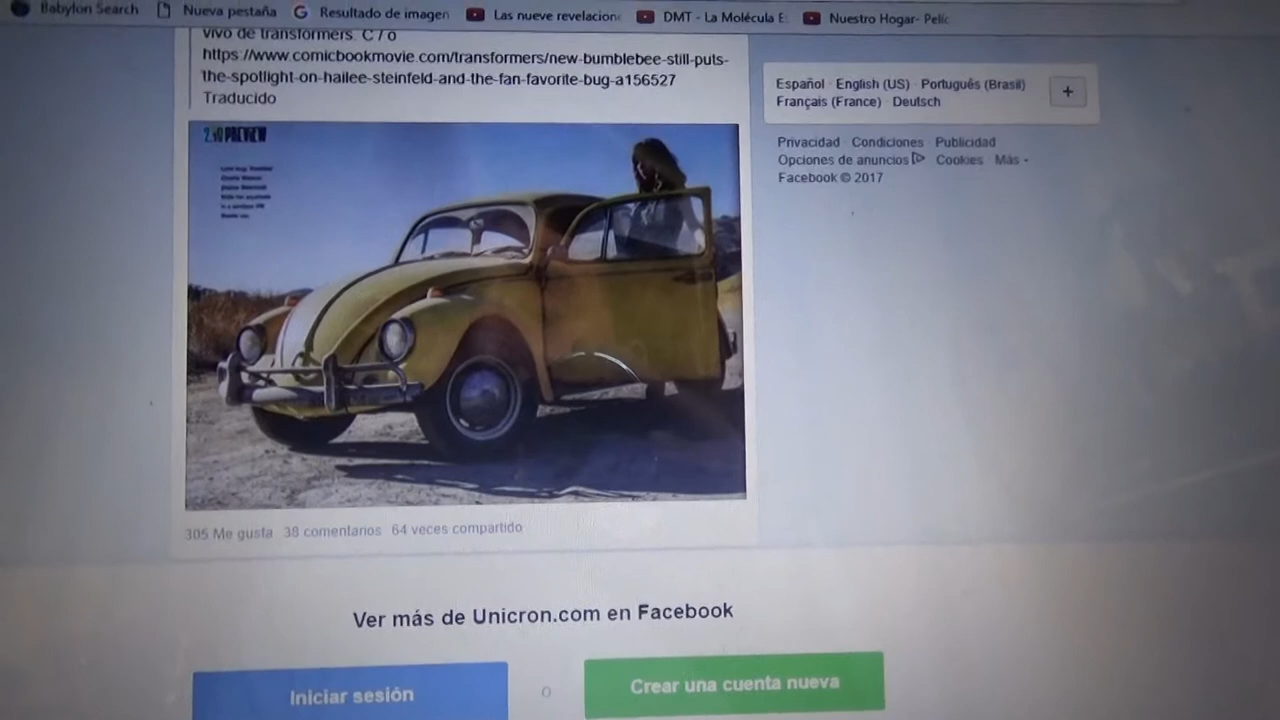 Babylon Search
Nueva pestaña
Resultado de imagen
Las nueve revelacion
DMT - La Molécula E
Nuestro Hogar- Pelíc
vivo de transformers. C / o
https://www.comicbookmovie.com/transformers/new-bumblebee-still-puts-
the-spotlight-on-hailee-steinfeld-and-the-fan-favorite-bug-a156527
Traducido
PREVIEW
305 Me gusta 38 comentarios 64 veces compartido
Español · English (US) · Português (Brasil)
Français (France) · Deutsch
+
Privacidad · Condiciones · Publicidad
Opciones de anuncios · Cookies · Más
Facebook © 2017
Ver más de Unicron.com en Facebook
Iniciar sesión
o
Crear una cuenta nueva